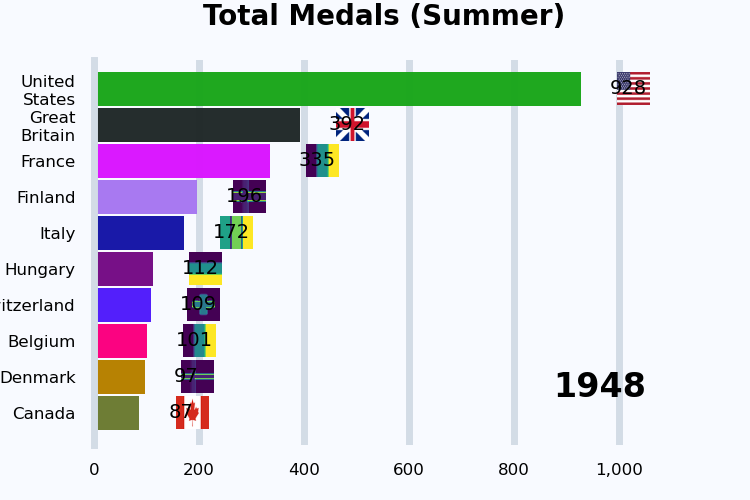 Total Medals (Summer)
United
States
928
Great
Britain
392
France
335
Finland
196
Italy
172
Hungary
112
itzerland
109
Belgium
101
Denmark
97
1948
Canada
87
0 200 400 600 800 1,000